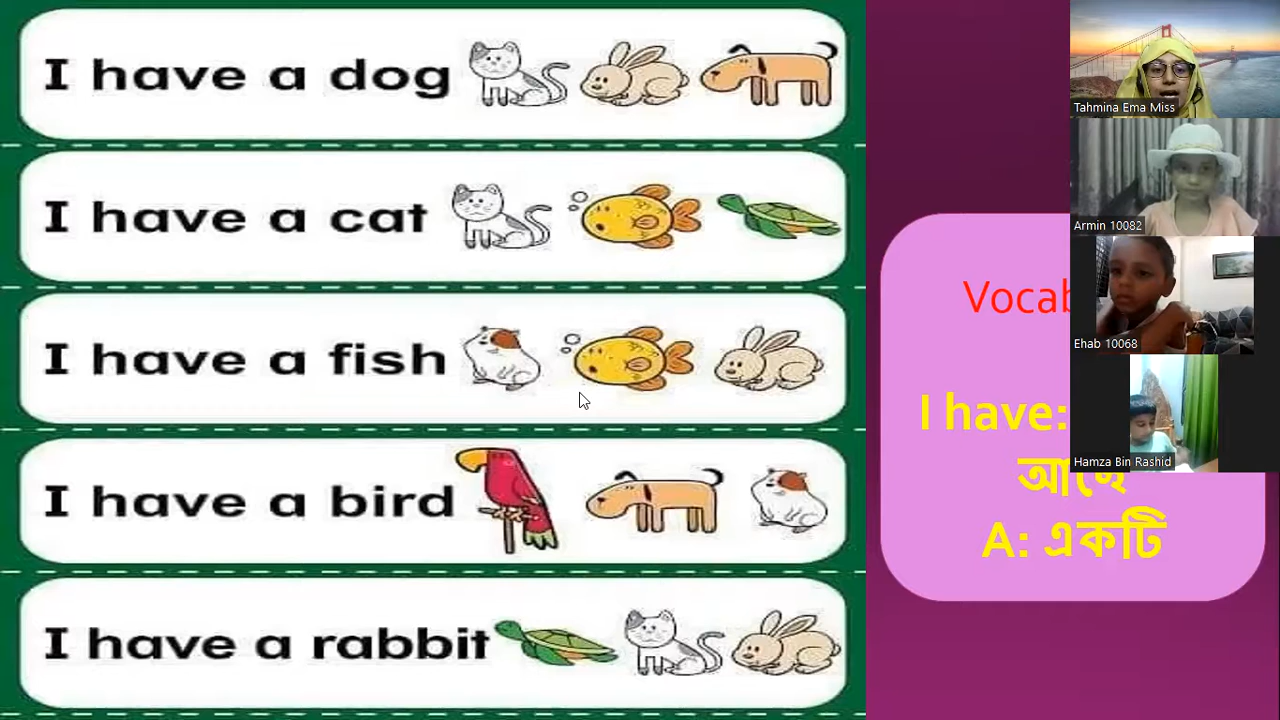 I have a dog
I have a cat
I have a fish
I have a bird
I have a rabbit
I have:
আছে
A: একটি
Tahmina Ema Miss
Armin 10082
Ehab 10068
Hamza Bin Rashid